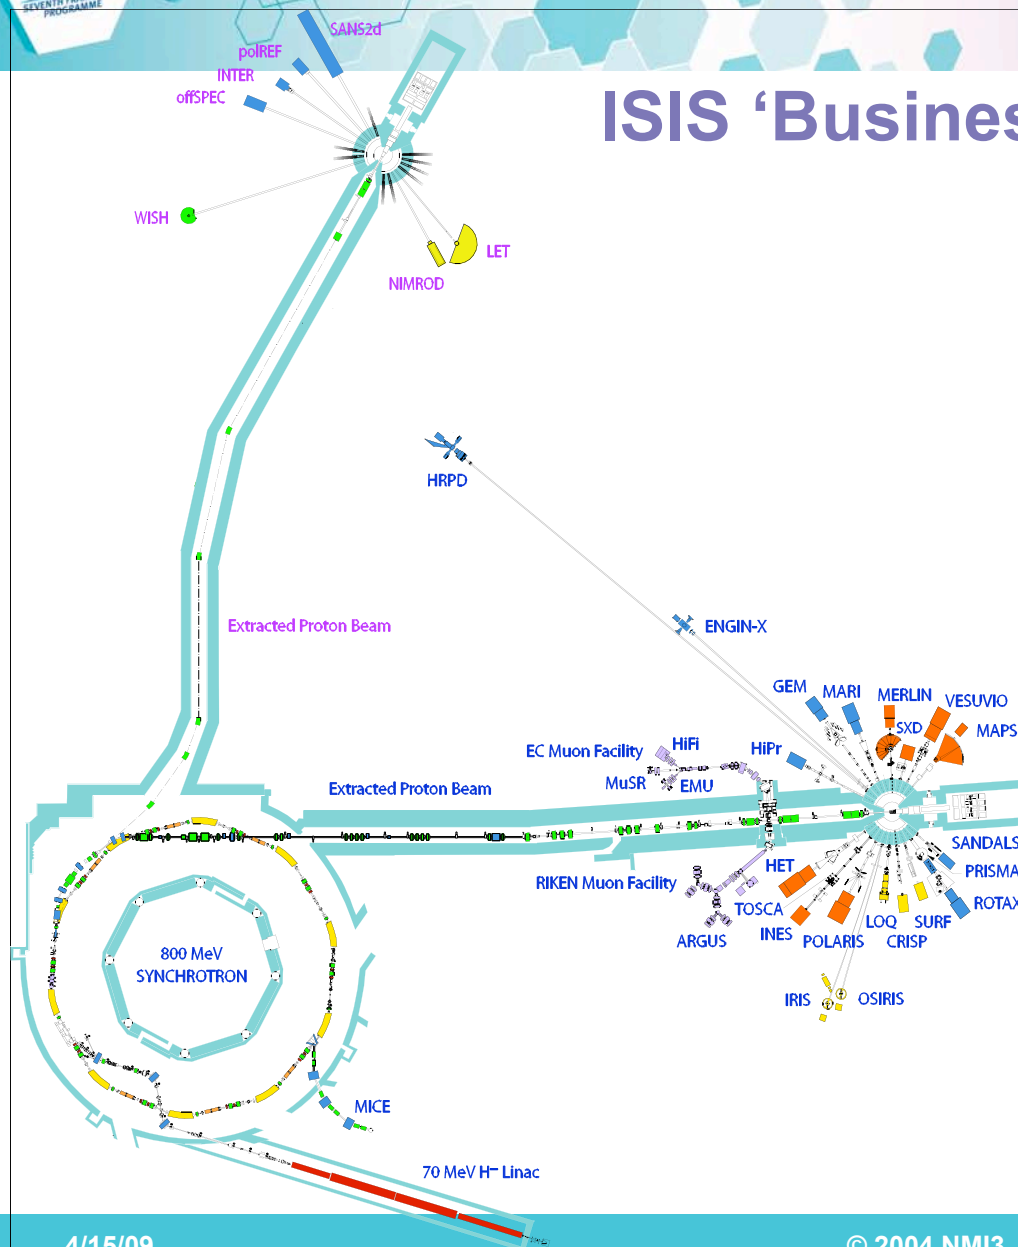 SEVENTH
PROGRAMME
ISIS ‘Busines
SANS2d
polREF
INTER
offSPEC
WISH
LET
NIMROD
HRPD
Extracted Proton Beam
ENGIN-X
GEM
MARI
MERLIN
VESUVIO
SXD
MAPS
EC Muon Facility
HiFi
HiPr
MuSR
EMU
Extracted Proton Beam
SANDALS
HET
PRISMA
RIKEN Muon Facility
TOSCA
ROTAX
INES
LOQ
SURF
ARGUS
POLARIS
CRISP
800 MeV
SYNCHROTRON
IRIS
OSIRIS
MICE
70 MeV H⁻ Linac
4/15/09
© 2004 NMI3